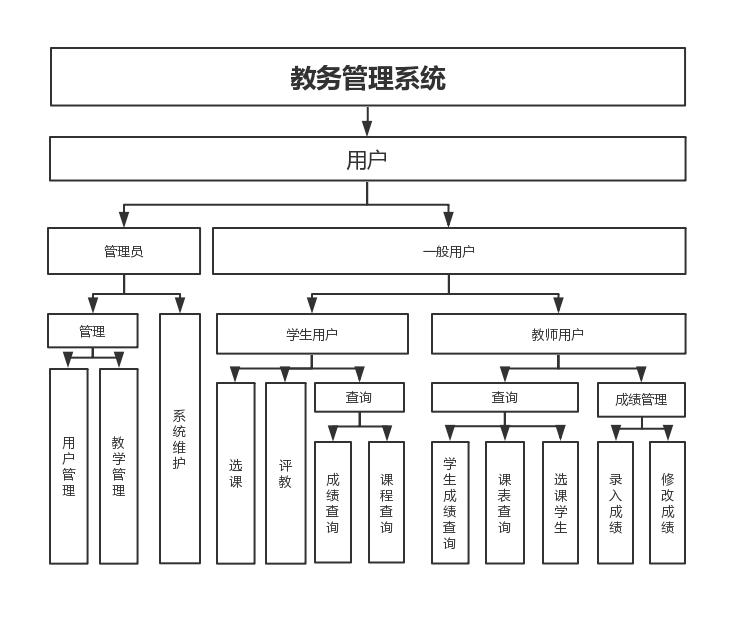 教务管理系统
用户
管理员
一般用户
管理
学生用户
教师用户
查询
查询
成绩管理
用户管理
教学管理
系统维护
选课
评教
成绩查询
课程查询
学生成绩查询
课表查询
选课学生
录入成绩
修改成绩